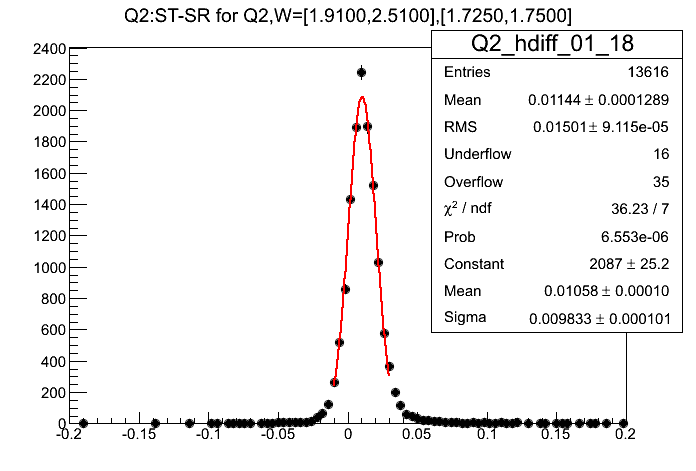 Q2:ST-SR for Q2,W=[1.9100,2.5100],[1.7250,1.7500]
Q2_hdiff_01_18
Entries 13616
Mean 0.01144 ± 0.0001289
RMS 0.01501 ± 9.115e-05
Underflow 16
Overflow 35
χ² / ndf 36.23 / 7
Prob 6.553e-06
Constant 2087 ± 25.2
Mean 0.01058 ± 0.00010
Sigma 0.009833 ± 0.000101
2400
2200
2000
1800
1600
1400
1200
1000
800
600
400
200
0
-0.2 -0.15 -0.1 -0.05 0 0.05 0.1 0.15 0.2